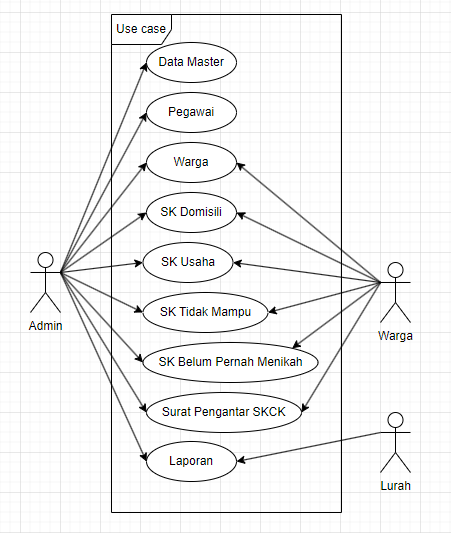 Use case
Data Master
Pegawai
Warga
SK Domisili
SK Usaha
SK Tidak Mampu
SK Belum Pernah Menikah
Surat Pengantar SKCK
Laporan
Admin
Warga
Lurah